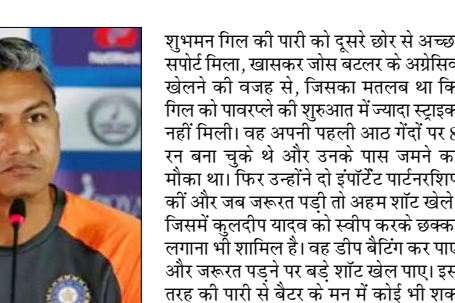 NatWest
शुभमन गिल की पारी को दूसरे छोर से अच्छा
सपोर्ट मिला, खासकर जोस बटलर के अग्रेसिव
खेलने की वजह से, जिसका मतलब था कि
गिल को पावरप्ले की शुरुआत में ज्यादा स्ट्राइक
नहीं मिली। वह अपनी पहली आठ गेंदों पर 8
रन बना चुके थे और उनके पास जमने का
मौका था। फिर उन्होंने दो इंपॉर्टेंट पार्टनरशिप
कीं और जब जरूरत पड़ी तो अहम शॉट खेले,
जिसमें कुलदीप यादव को स्वीप करके छक्का
लगाना भी शामिल है। वह डीप बैटिंग कर पाए
और जरूरत पड़ने पर बड़े शॉट खेल पाए। इस
तरह की पारी से बैटर के मन में कोई भी शक